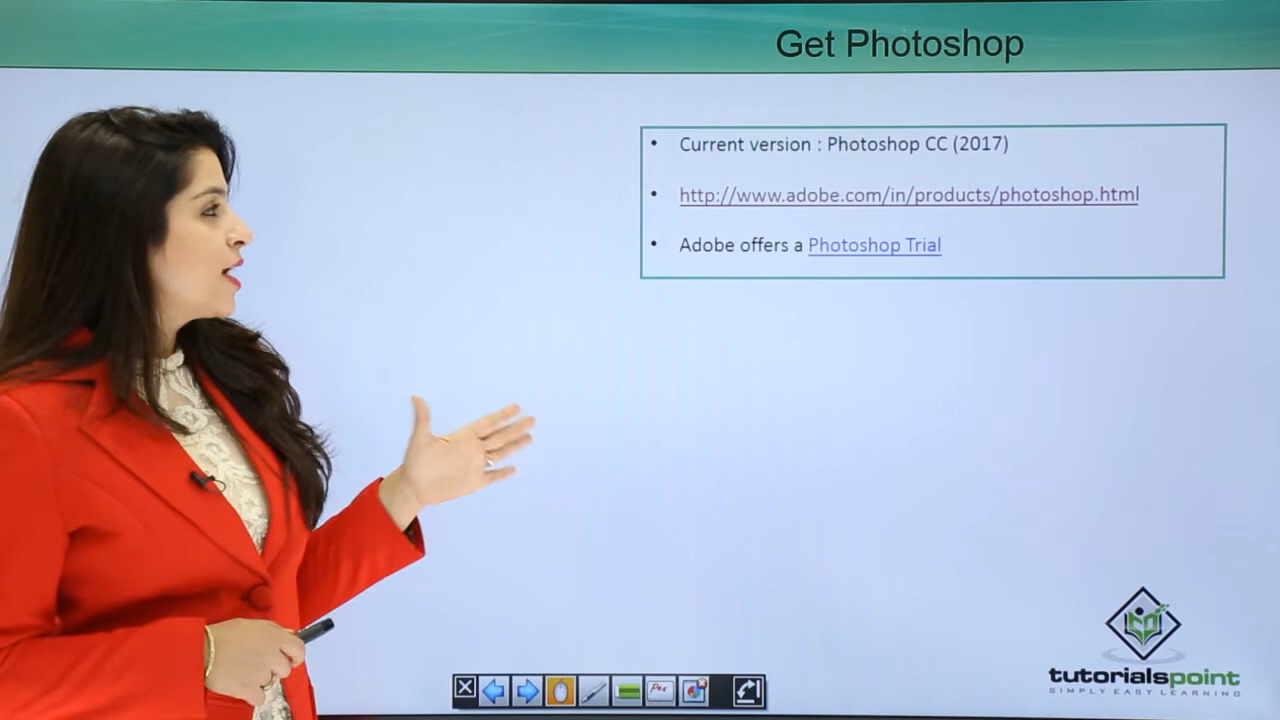 Get Photoshop
• Current version : Photoshop CC (2017)
• http://www.adobe.com/in/products/photoshop.html
• Adobe offers a Photoshop Trial
tutorialspoint
SIMPLY EASY LEARNING
Pen